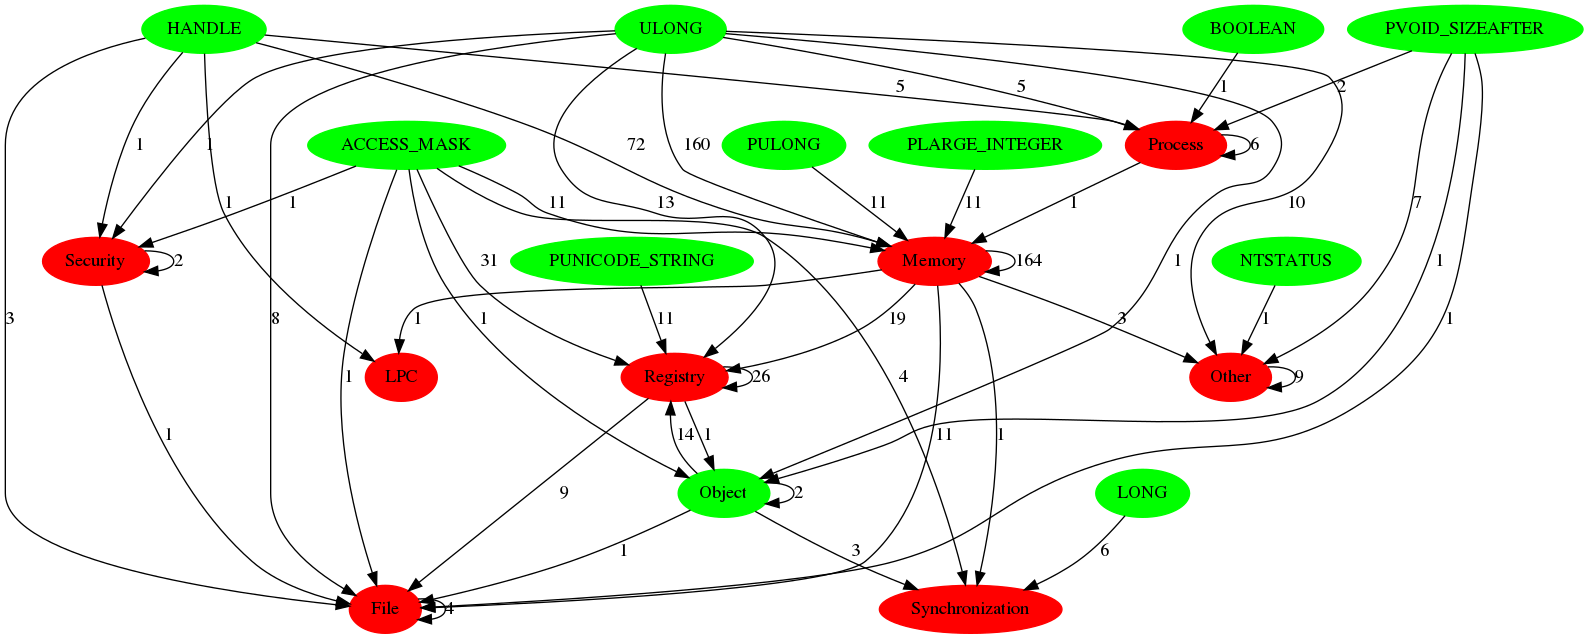 HANDLE
ULONG
BOOLEAN
PVOID_SIZEAFTER
5
5
1
2
1
1
72
160
6
ACCESS_MASK
PULONG
PLARGE_INTEGER
Process
1
1
11
13
11
11
1
10
7
Security
2
31
PUNICODE_STRING
Memory
164
1
1
NTSTATUS
3
8
1
11
19
3
1
1
1
LPC
Registry
26
4
Other
9
1
1
14
1
11
1
9
Object
2
LONG
1
3
6
File
4
Synchronization